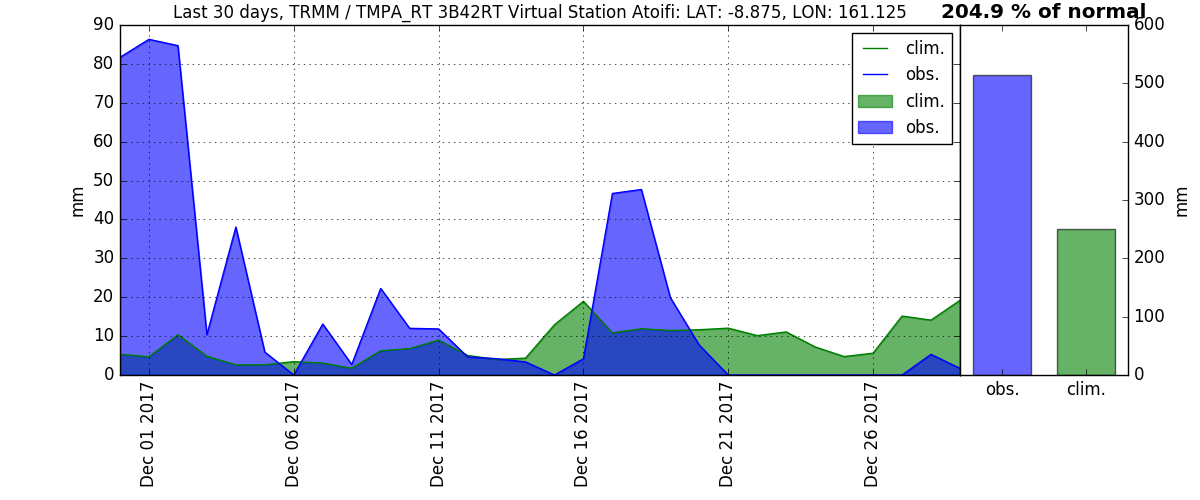 Last 30 days, TRMM / TMPA_RT 3B42RT Virtual Station Atoifi: LAT: -8.875, LON: 161.125
204.9 % of normal
90
80
70
60
50
40
30
20
10
0
mm
clim.
obs.
clim.
obs.
Dec 01 2017
Dec 06 2017
Dec 11 2017
Dec 16 2017
Dec 21 2017
Dec 26 2017
600
500
400
300
200
100
0
mm
obs.
clim.